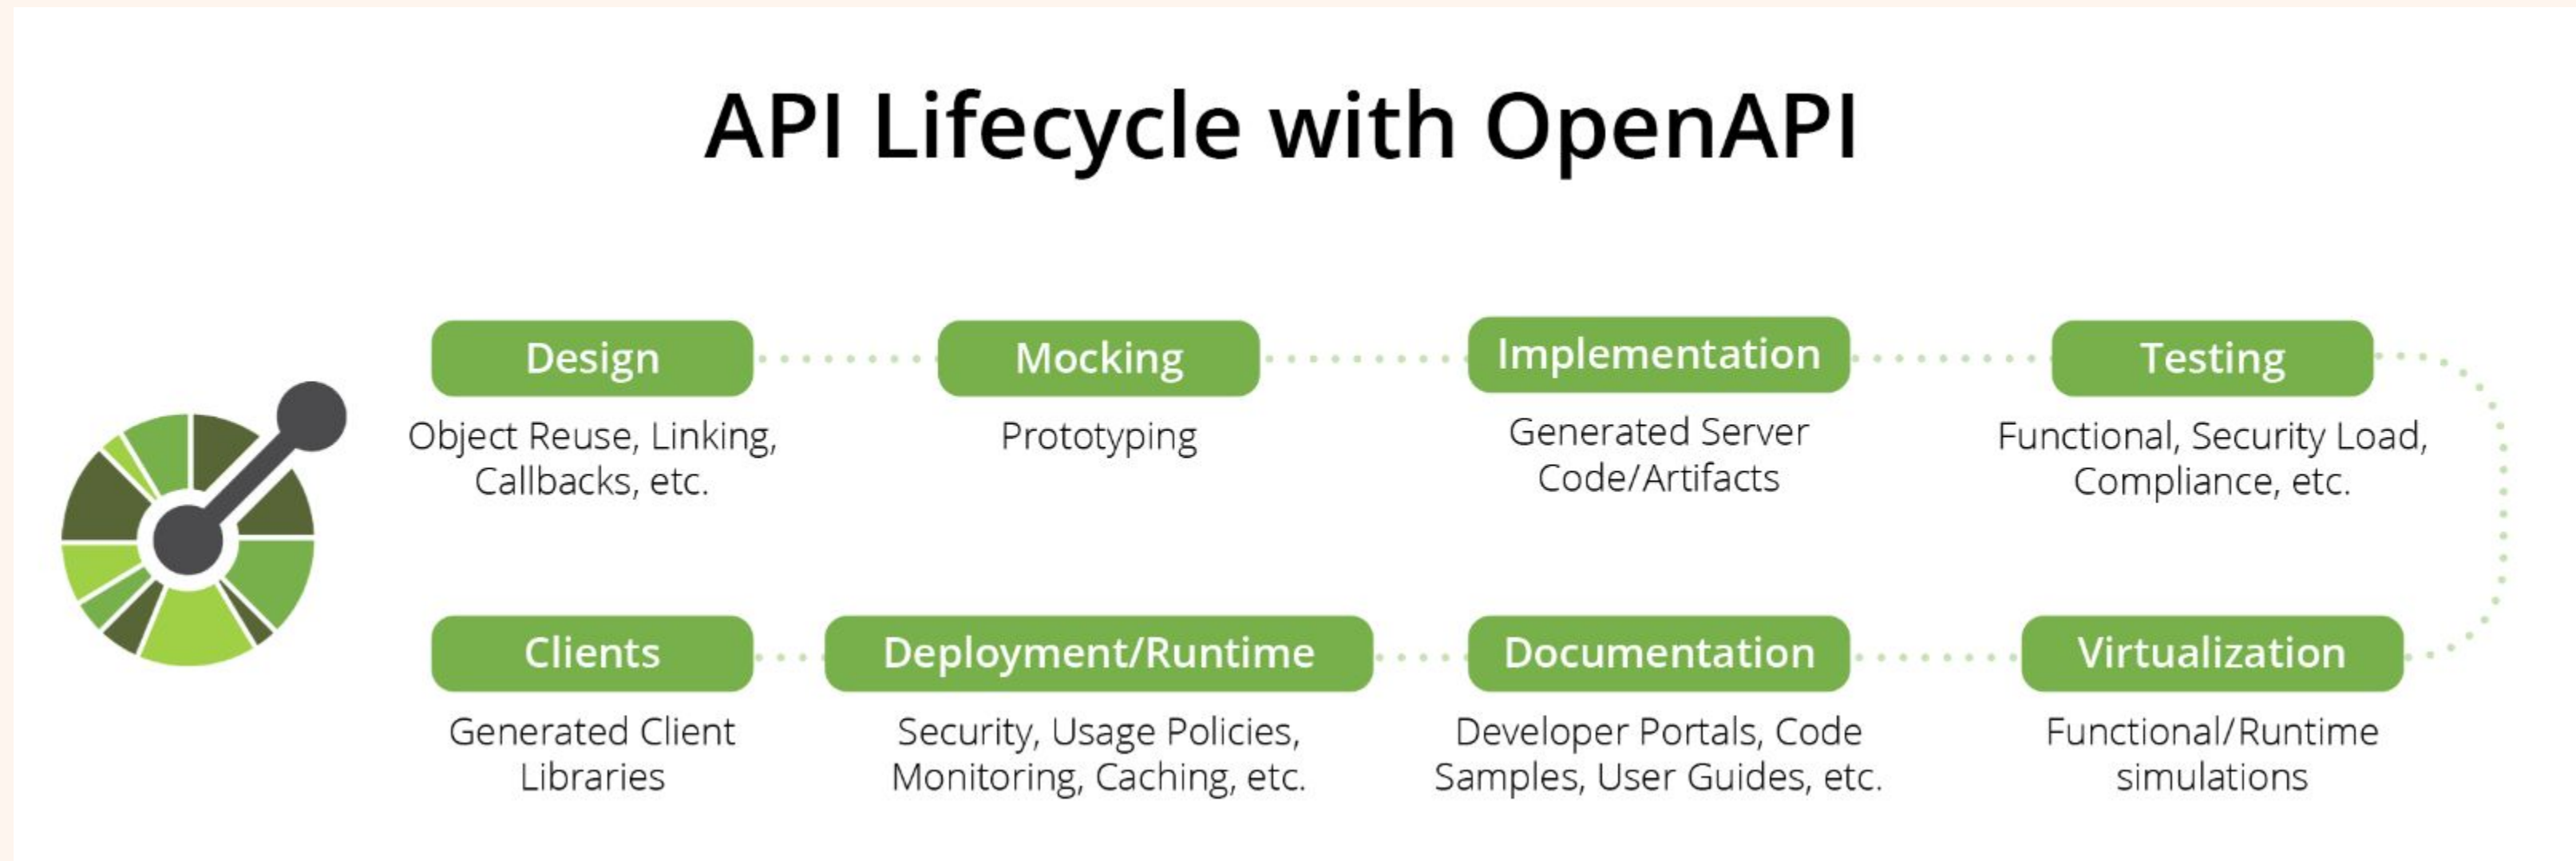 API Lifecycle with OpenAPI
Design
Object Reuse, Linking,
Callbacks, etc.
Mocking
Prototyping
Implementation
Generated Server
Code/Artifacts
Testing
Functional, Security Load,
Compliance, etc.
Clients
Generated Client
Libraries
Deployment/Runtime
Security, Usage Policies,
Monitoring, Caching, etc.
Documentation
Developer Portals, Code
Samples, User Guides, etc.
Virtualization
Functional/Runtime
simulations